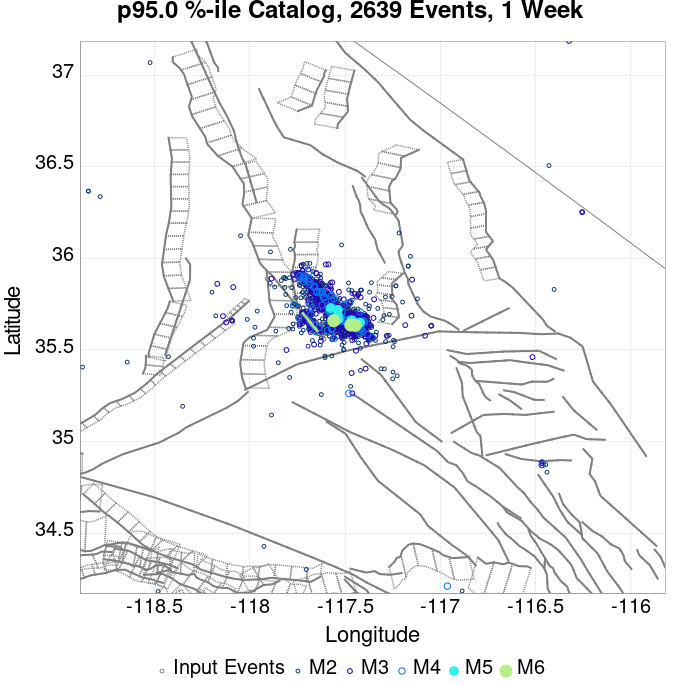 p95.0 %-ile Catalog, 2639 Events, 1 Week
37
36.5
36
35.5
35
34.5
Latitude
-118.5 -118 -117.5 -117 -116.5 -116
Longitude
Input Events M2 M3 M4 M5 M6